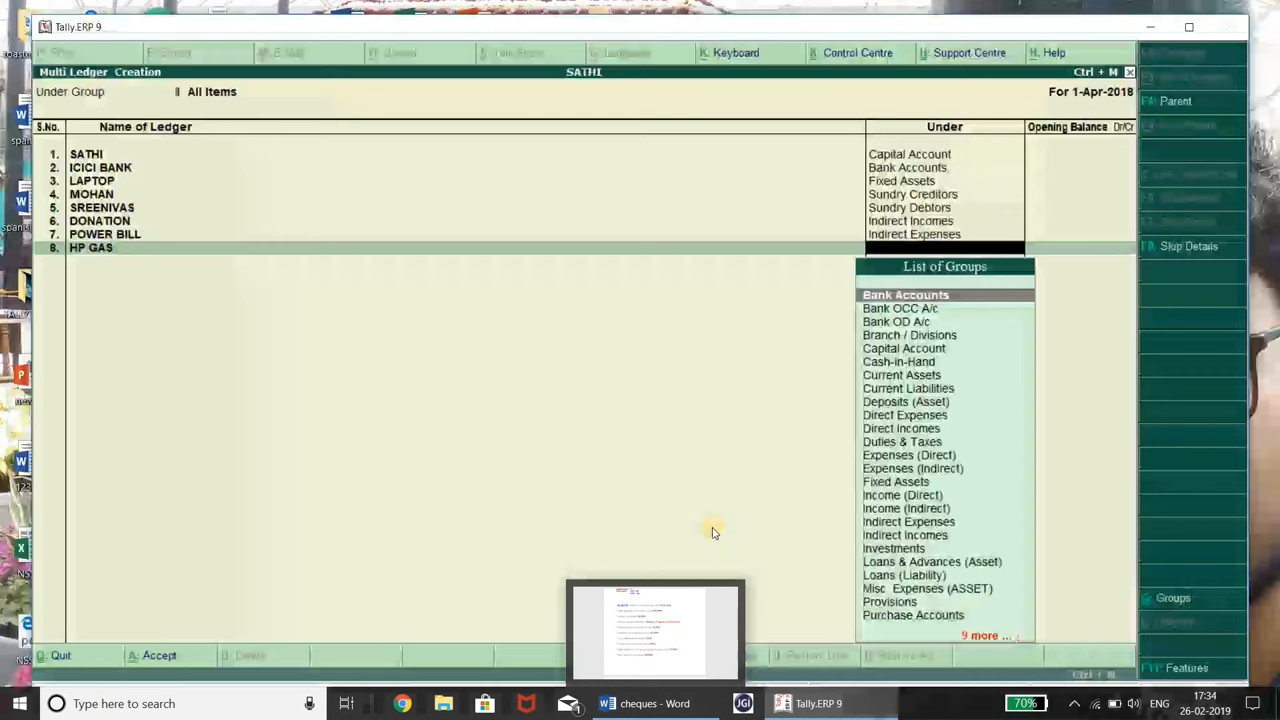 Tally.ERP 9
K: Keyboard
K Control Centre
Support Centre
H: Help
Multi Ledger Creation
SATHI
Ctrl + M
Under Group
All Items
For 1-Apr-2018
Parent
S.No. Name of Ledger Under Opening Balance Dr/Cr
1. SATHI Capital Account
2. ICICI BANK Bank Accounts
3. LAPTOP Fixed Assets
4. MOHAN Sundry Creditors
5. SREENIVAS Sundry Debtors
6. DONATION Indirect Incomes
7. POWER BILL Indirect Expenses
8. HP GAS
Skip Details
List of Groups
Bank Accounts
Bank OCC A/c
Bank OD A/c
Branch / Divisions
Capital Account
Cash-in-Hand
Current Assets
Current Liabilities
Deposits (Asset)
Direct Expenses
Direct Incomes
Duties & Taxes
Expenses (Direct)
Expenses (Indirect)
Fixed Assets
Income (Direct)
Income (Indirect)
Indirect Expenses
Indirect Incomes
Investments
Loans & Advances (Asset)
Loans (Liability)
Misc. Expenses (ASSET)
Provisions
Purchase Accounts
9 more ...
Groups
Features
Q: Quit
A: Accept
D: Delete
Type here to search
cheques - Word
JGI
Tally.ERP 9
70%
ENG
17:34
26-02-2019